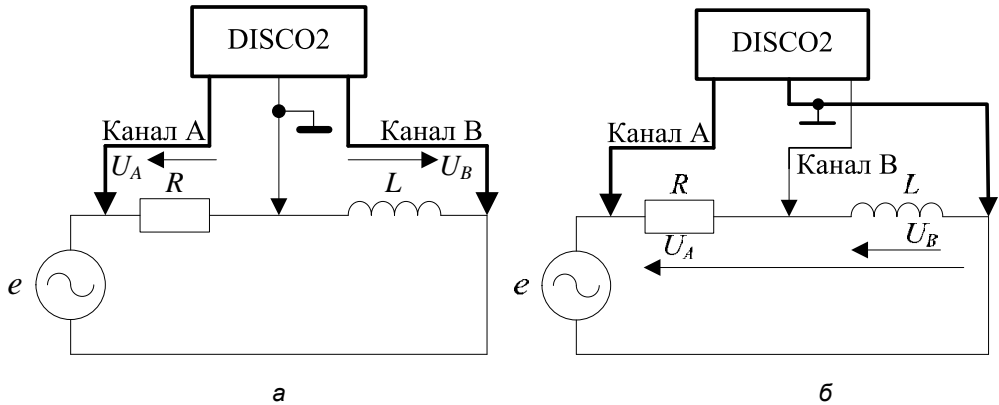 DISCO2
Канал А
Канал В
U_A
U_B
R
L
e
а
DISCO2
Канал А
Канал В
R
L
U_A
U_B
e
б